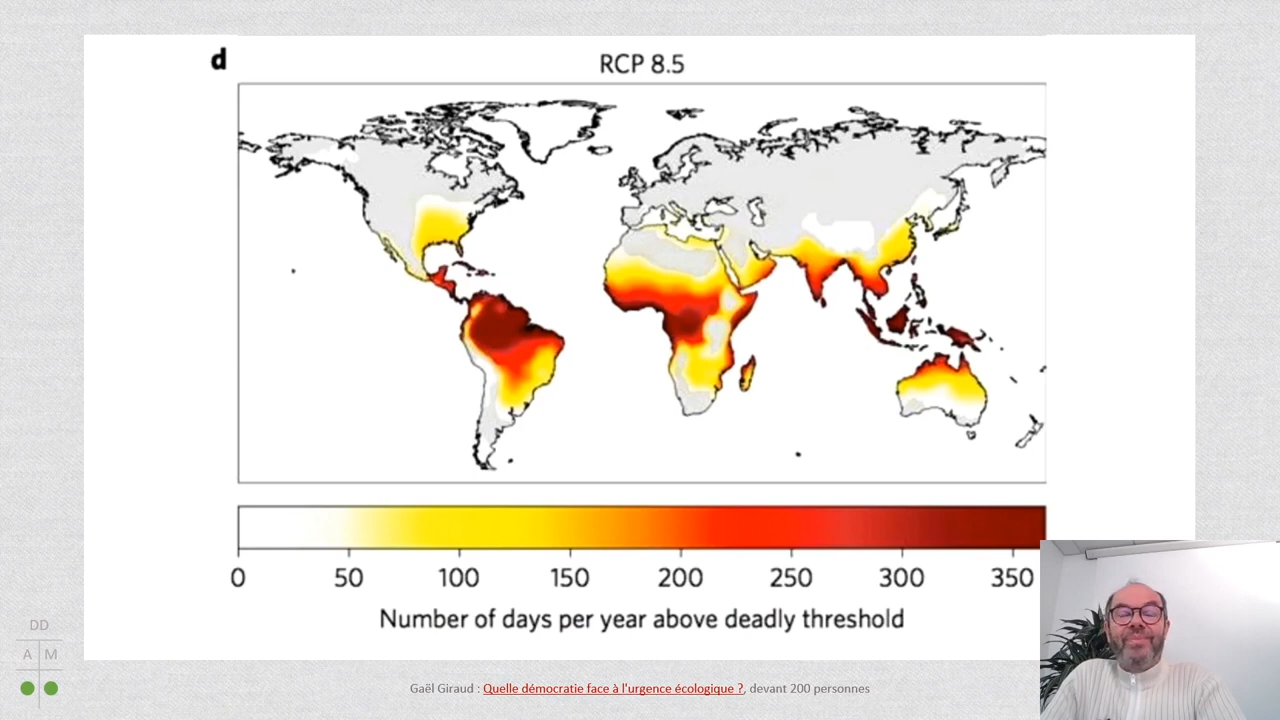 d
RCP 8.5
0 50 100 150 200 250 300 350
Number of days per year above deadly threshold
DD
A M
Gaël Giraud : Quelle démocratie face à l'urgence écologique ?, devant 200 personnes